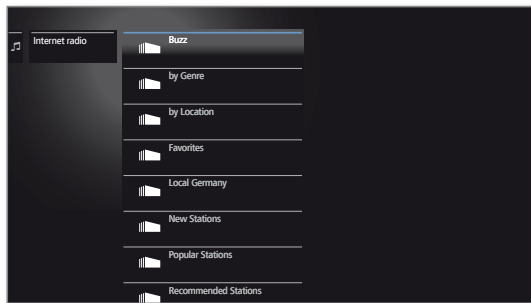 Internet radio
Buzz
by Genre
by Location
Favorites
Local Germany
New Stations
Popular Stations
Recommended Stations